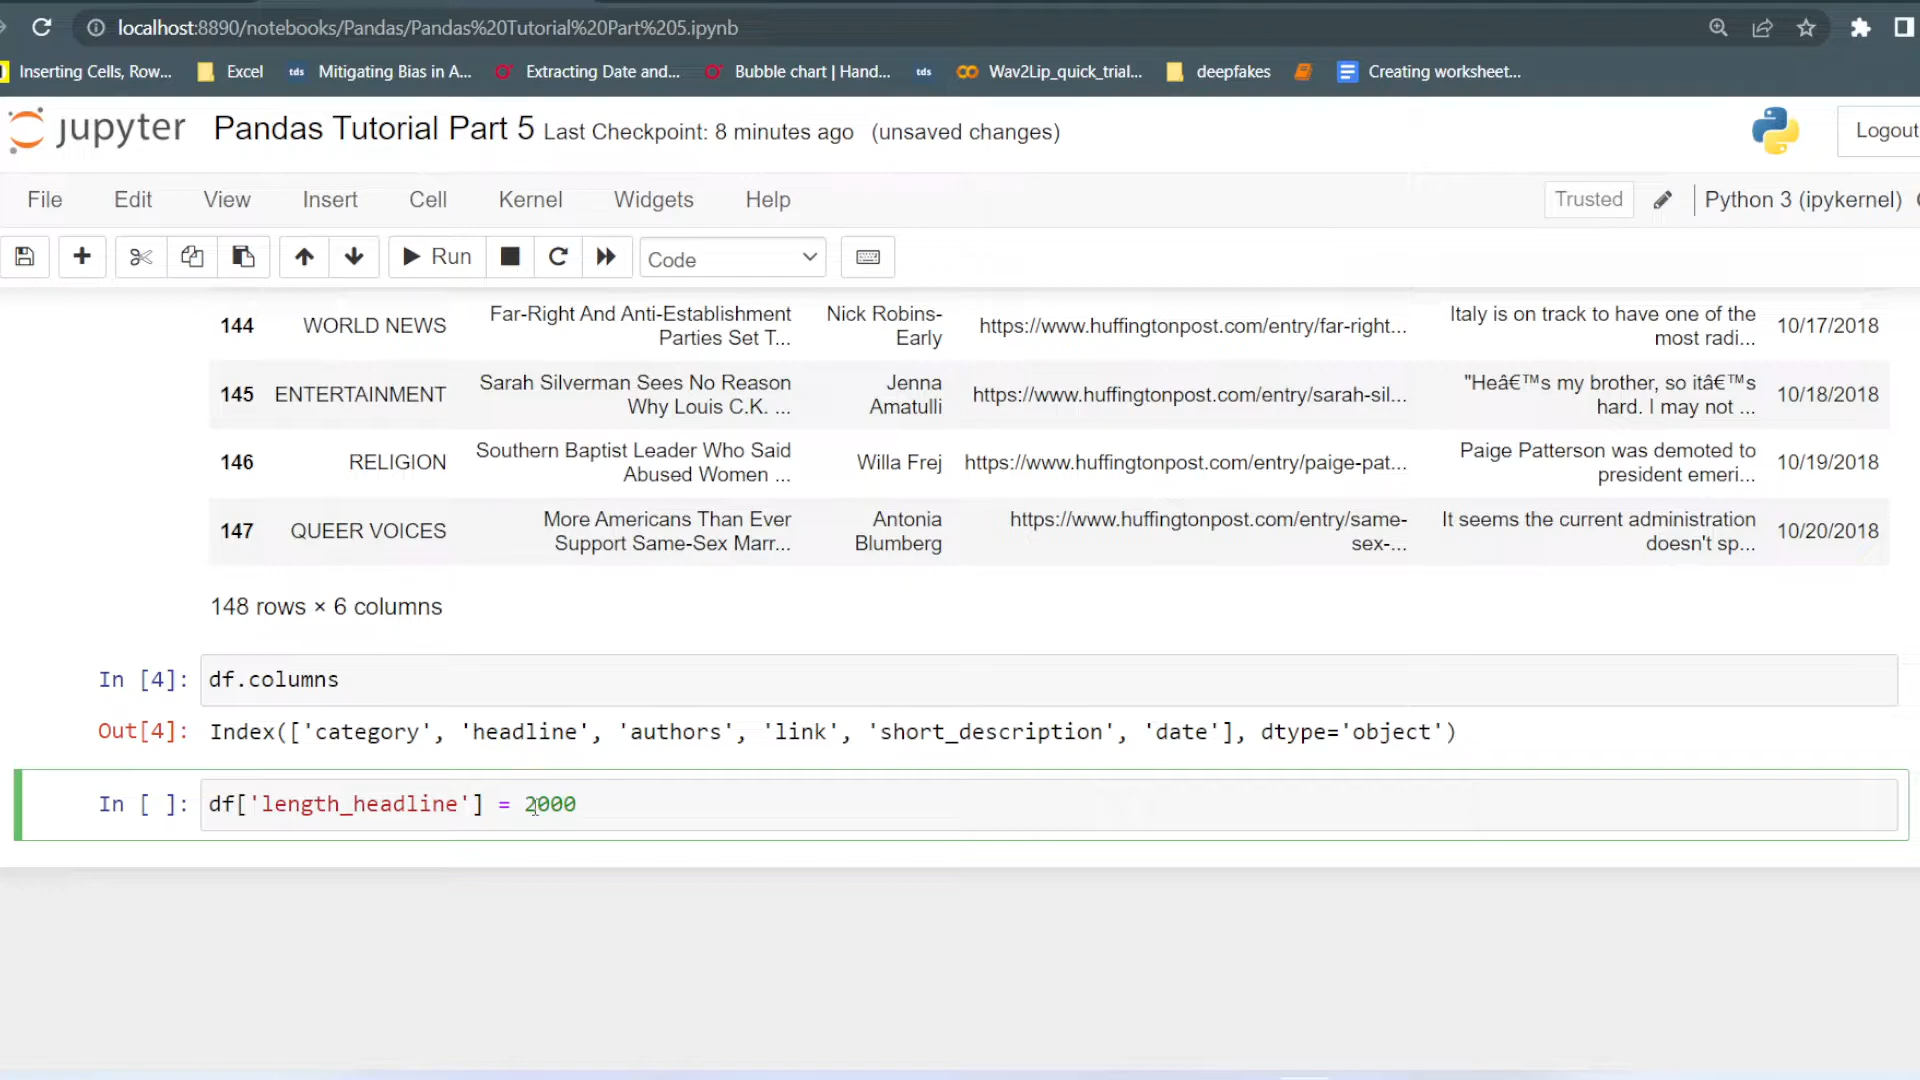 localhost:8890/notebooks/Pandas/Pandas%20Tutorial%20Part%205.ipynb
Inserting Cells, Row... Excel tds Mitigating Bias in A... Extracting Date and... Bubble chart | Hand... tds Wav2Lip_quick_trial... deepfakes Creating worksheet...
jupyter Pandas Tutorial Part 5 Last Checkpoint: 8 minutes ago (unsaved changes) Logout
File Edit View Insert Cell Kernel Widgets Help Trusted Python 3 (ipykernel)
Run Code
144 WORLD NEWS Far-Right And Anti-Establishment Parties Set T... Nick Robins-Early https://www.huffingtonpost.com/entry/far-right... Italy is on track to have one of the most radi... 10/17/2018
145 ENTERTAINMENT Sarah Silverman Sees No Reason Why Louis C.K. ... Jenna Amatulli https://www.huffingtonpost.com/entry/sarah-sil... "Heâ€™s my brother, so itâ€™s hard. I may not ... 10/18/2018
146 RELIGION Southern Baptist Leader Who Said Abused Women ... Willa Frej https://www.huffingtonpost.com/entry/paige-pat... Paige Patterson was demoted to president emeri... 10/19/2018
147 QUEER VOICES More Americans Than Ever Support Same-Sex Marr... Antonia Blumberg https://www.huffingtonpost.com/entry/same-sex-... It seems the current administration doesn't sp... 10/20/2018
148 rows × 6 columns
In [4]: df.columns
Out[4]: Index(['category', 'headline', 'authors', 'link', 'short_description', 'date'], dtype='object')
In [ ]: df['length_headline'] = 2000